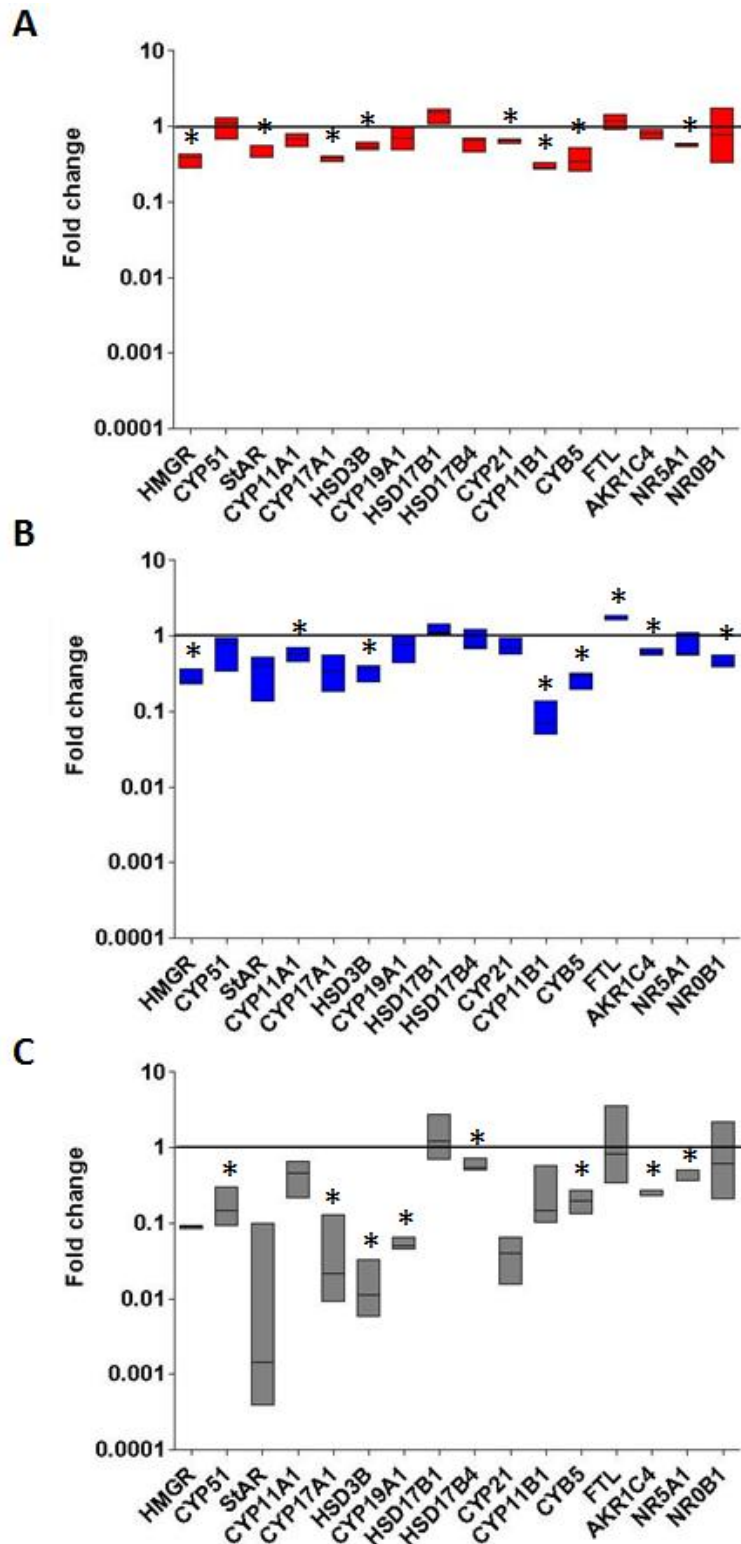 A
10
1
0.1
0.01
0.001
0.0001
Fold change
* * * * * * * *
HMGR
CYP51
StAR
CYP11A1
CYP17A1
HSD3B
CYP19A1
HSD17B1
HSD17B4
CYP21
CYP11B1
CYB5
FTL
AKR1C4
NR5A1
NR0B1
B
10
1
0.1
0.01
0.001
0.0001
Fold change
* * * * * * * *
HMGR
CYP51
StAR
CYP11A1
CYP17A1
HSD3B
CYP19A1
HSD17B1
HSD17B4
CYP21
CYP11B1
CYB5
FTL
AKR1C4
NR5A1
NR0B1
C
10
1
0.1
0.01
0.001
0.0001
Fold change
* * * * * * * *
HMGR
CYP51
StAR
CYP11A1
CYP17A1
HSD3B
CYP19A1
HSD17B1
HSD17B4
CYP21
CYP11B1
CYB5
FTL
AKR1C4
NR5A1
NR0B1